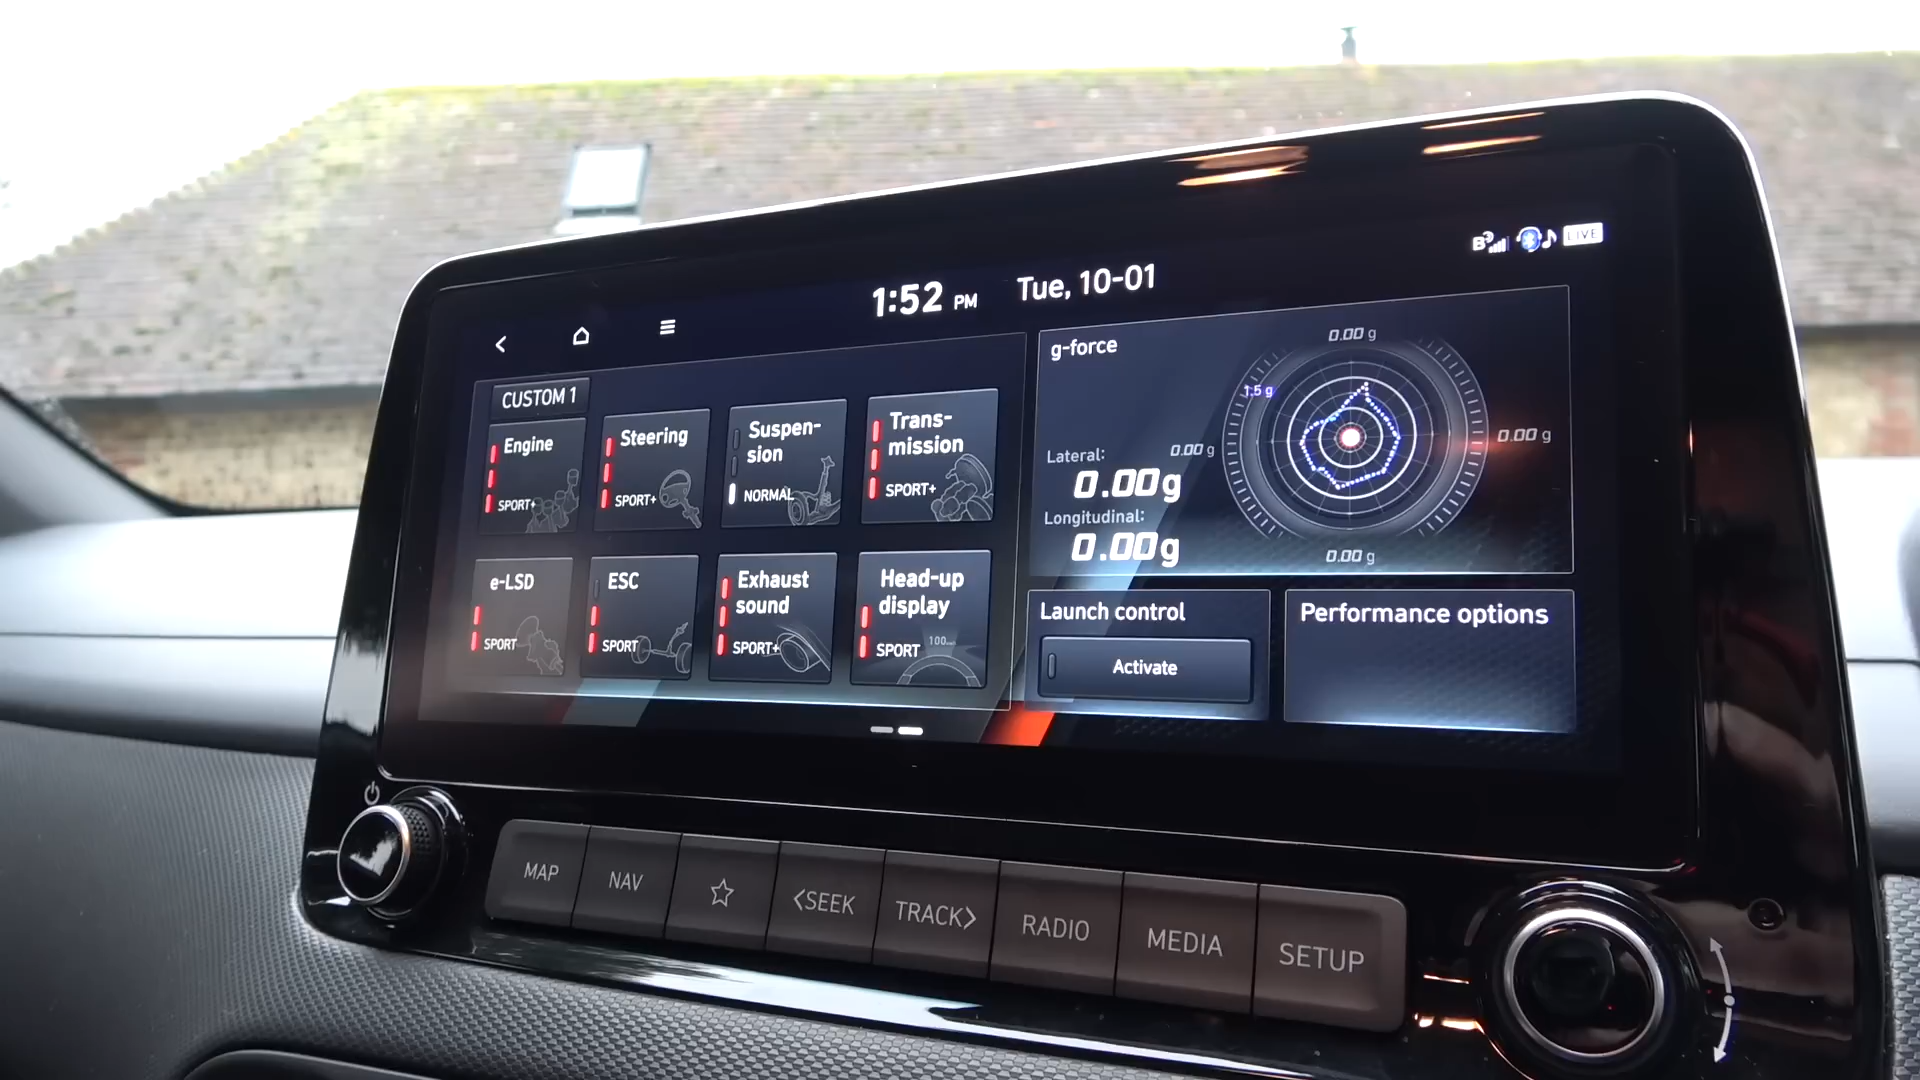 1:52 PM
Tue, 10-01
LIVE
CUSTOM 1
Engine
SPORT+
Steering
SPORT+
Suspen-
sion
NORMAL
Trans-
mission
SPORT+
e-LSD
SPORT
ESC
SPORT
Exhaust
sound
SPORT+
Head-up
display
SPORT
100
g-force
0.00 g
1.5 g
0.00 g
0.00 g
0.00 g
Lateral:
0.00g
Longitudinal:
0.00g
Launch control
Activate
Performance options
MAP
NAV
<SEEK
TRACK>
RADIO
MEDIA
SETUP